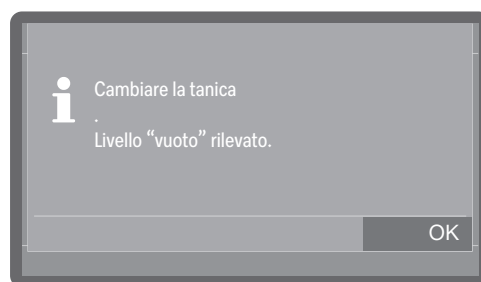 i Cambiare la tanica
.
Livello “vuoto” rilevato.
OK